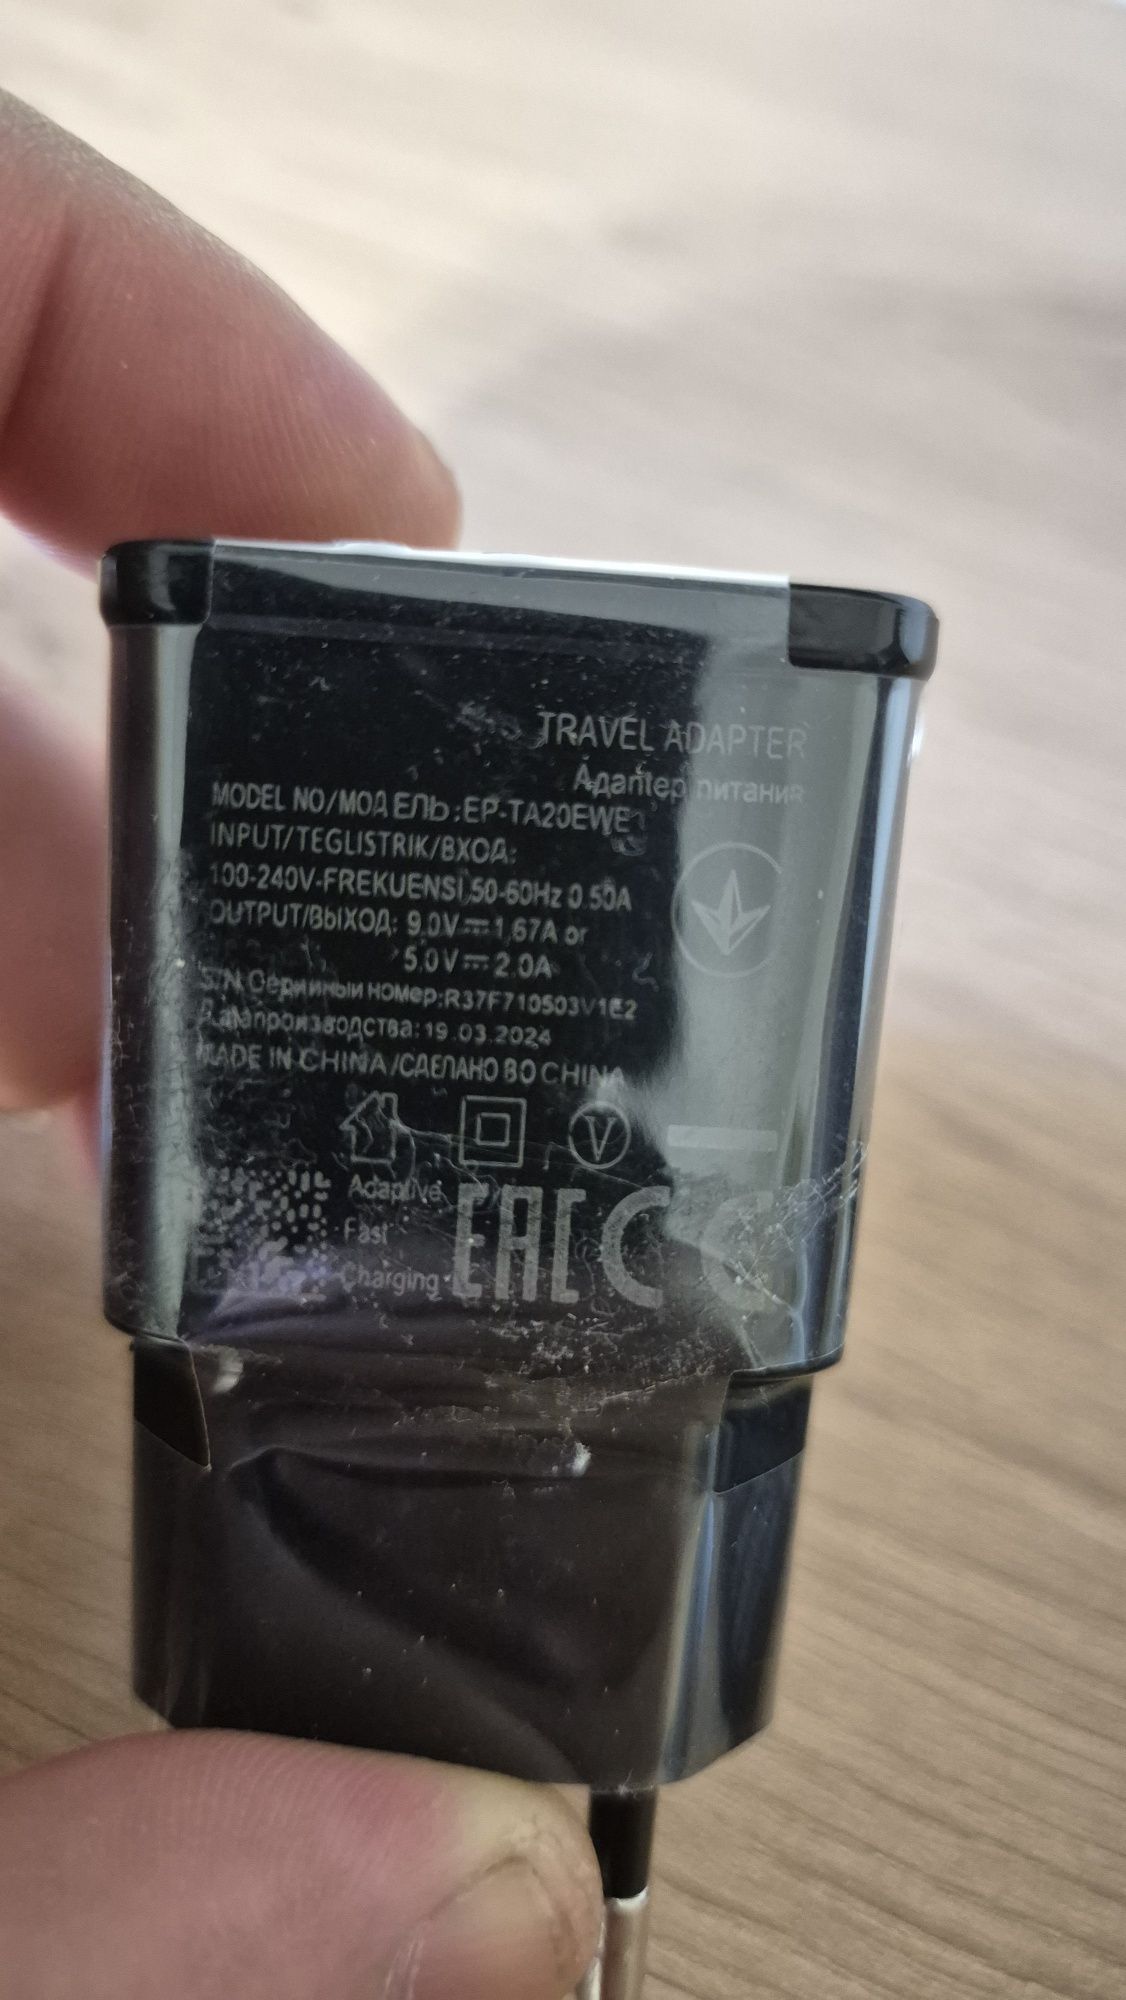 TRAVEL ADAPTER
Адаптер питания
MODEL NO/МОДЕЛЬ:EP-TA20EWE
INPUT/TEGLISTRIK/ВХОД:
100-240V-FREKUENSI,50-60Hz 0.50A
OUTPUT/ВЫХОД: 9.0V⎓1.67A or
5.0V⎓2.0A
S/N Серийный номер:R37F710503V1E2
Датапроизводства:19.03.2024
MADE IN CHINA/СДЕЛАНО ВО CHINA
V
Adaptive
Fast
Charging
EAC CE